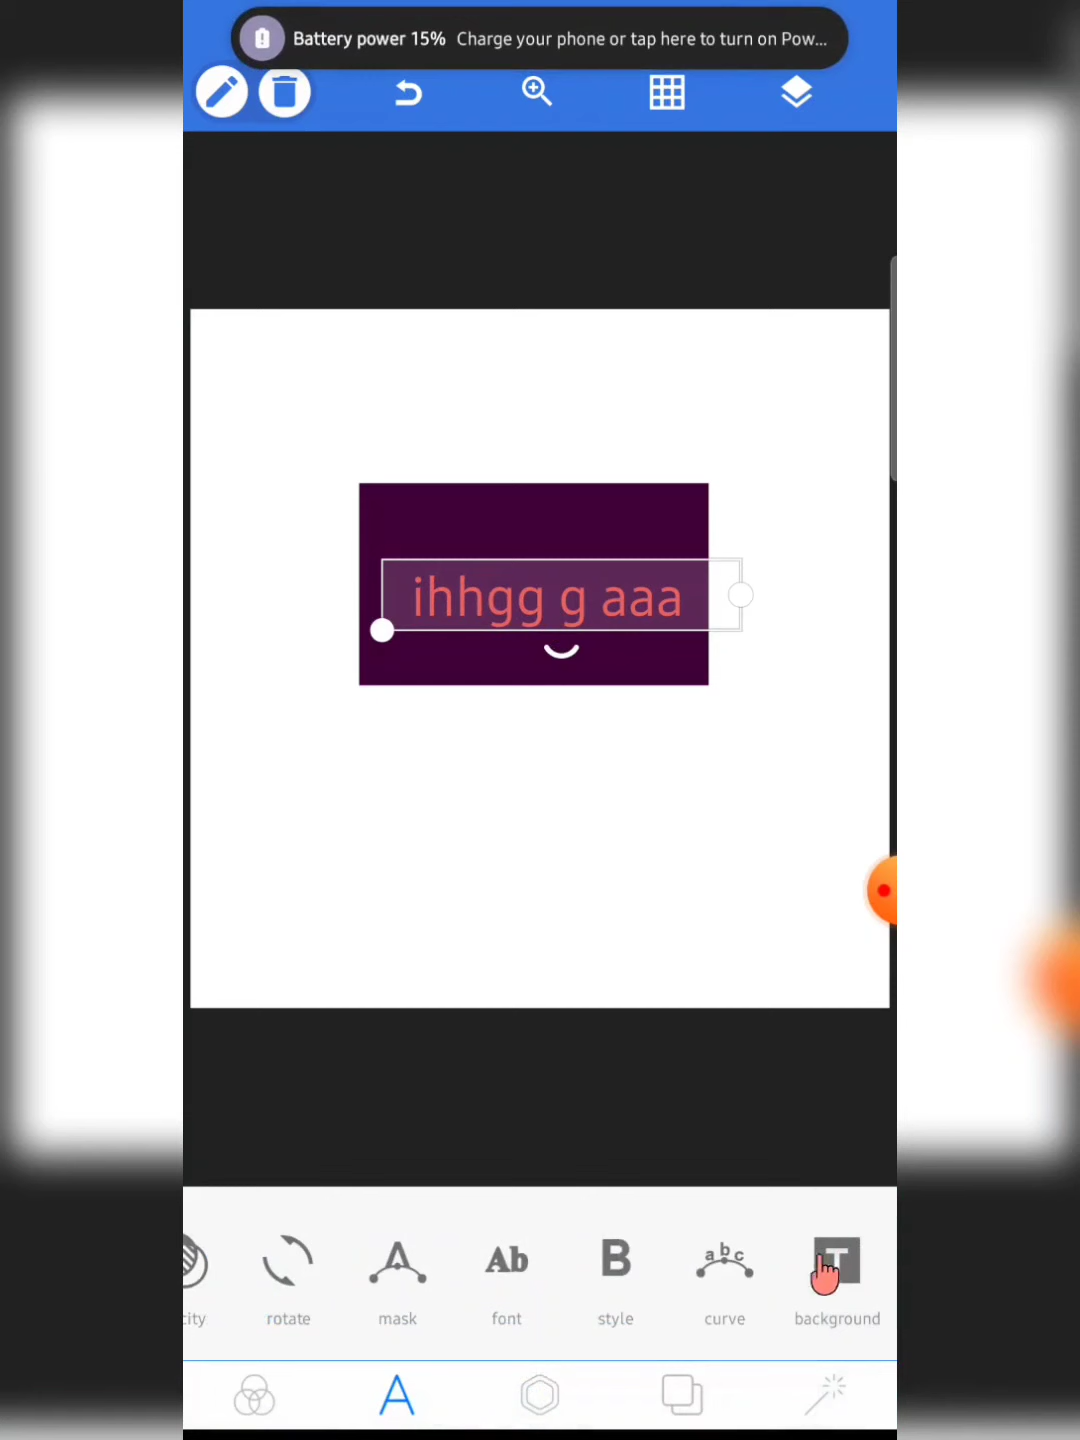 Battery power 15% Charge your phone or tap here to turn on Pow...
ihhgg g aaa
A Ab B abc T
city rotate mask font style curve background
A